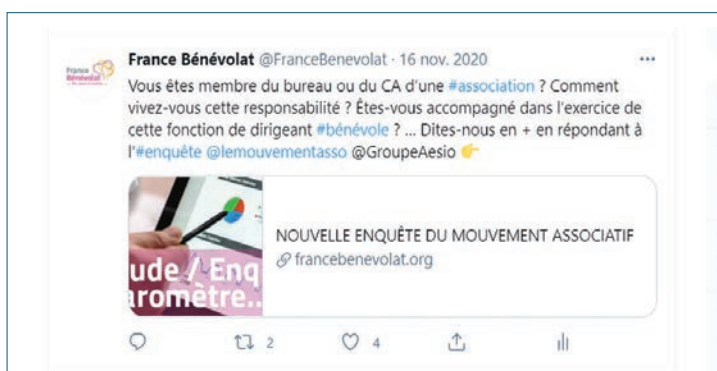 France Bénévolat @FranceBenevolat · 16 nov. 2020
France
Bénévolat
Vous êtes membre du bureau ou du CA d'une #association ? Comment
vivez-vous cette responsabilité ? Êtes-vous accompagné dans l'exercice de
cette fonction de dirigeant #bénévole ? ... Dites-nous en + en répondant à
l'#enquête @lemouvementasso @GroupeAesio 👉
NOUVELLE ENQUÊTE DU MOUVEMENT ASSOCIATIF
francebenevolat.org
ude / Enq
aromètre..
2 4